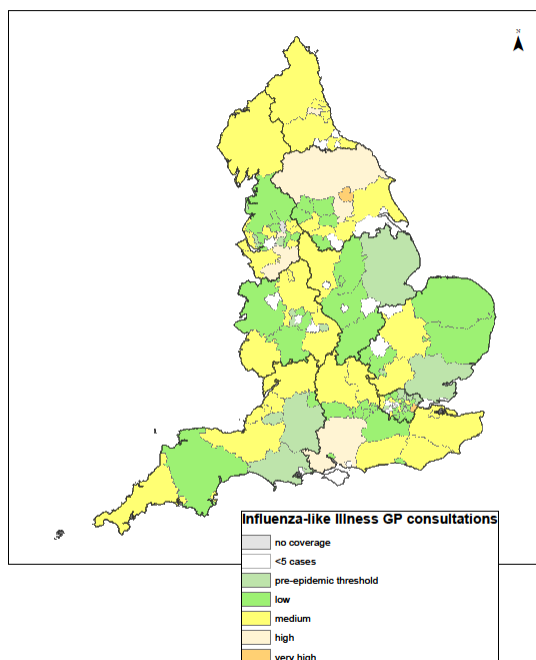 N
Influenza-like Illness GP consultations
no coverage
<5 cases
pre-epidemic threshold
low
medium
high
very high